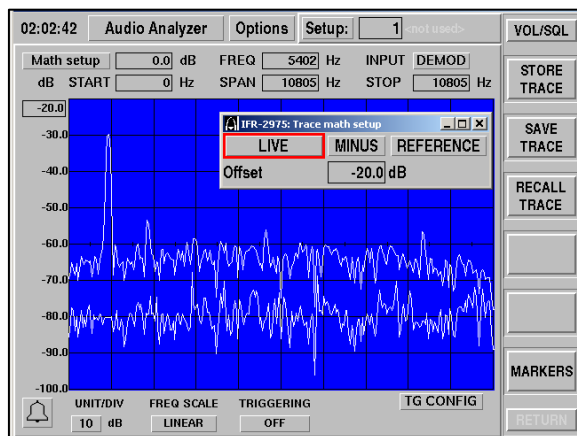 02:02:42 Audio Analyzer Options Setup: 1 <not used> VOL/SQL
Math setup 0.0 dB FREQ 5402 Hz INPUT DEMOD
dB START 0 Hz SPAN 10805 Hz STOP 10805 Hz
STORE
TRACE
-20.0
IFR-2975: Trace math setup
LIVE MINUS REFERENCE
Offset -20.0 dB
SAVE
TRACE
RECALL
TRACE
-30.0
-40.0
-50.0
-60.0
-70.0
-80.0
-90.0
-100.0
MARKERS
UNIT/DIV FREQ SCALE TRIGGERING TG CONFIG
10 dB LINEAR OFF
RETURN